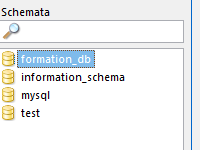 Schemata
formation_db
information_schema
mysql
test